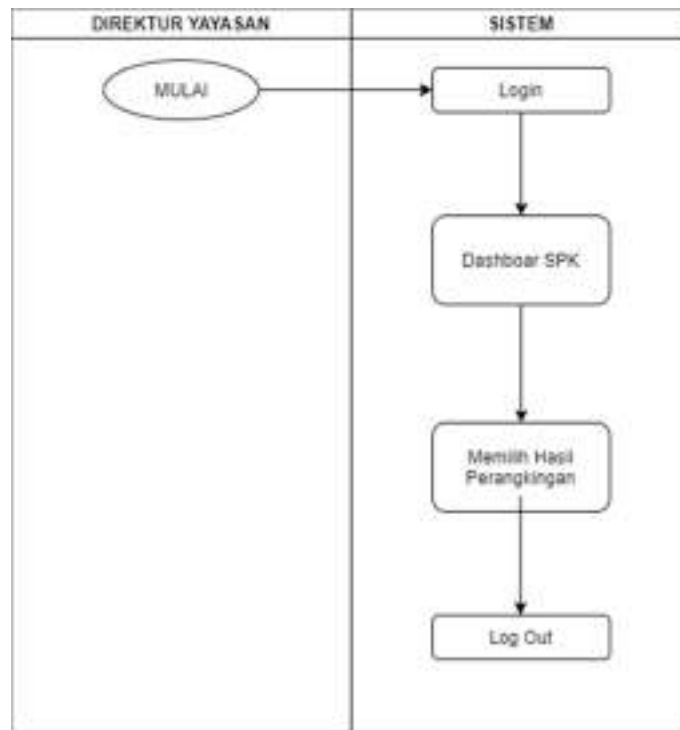 DIREKTUR YAYASAN
SISTEM
MULAI
Login
Dashboar SPK
Memilih Hasil
Perangkingan
Log Out